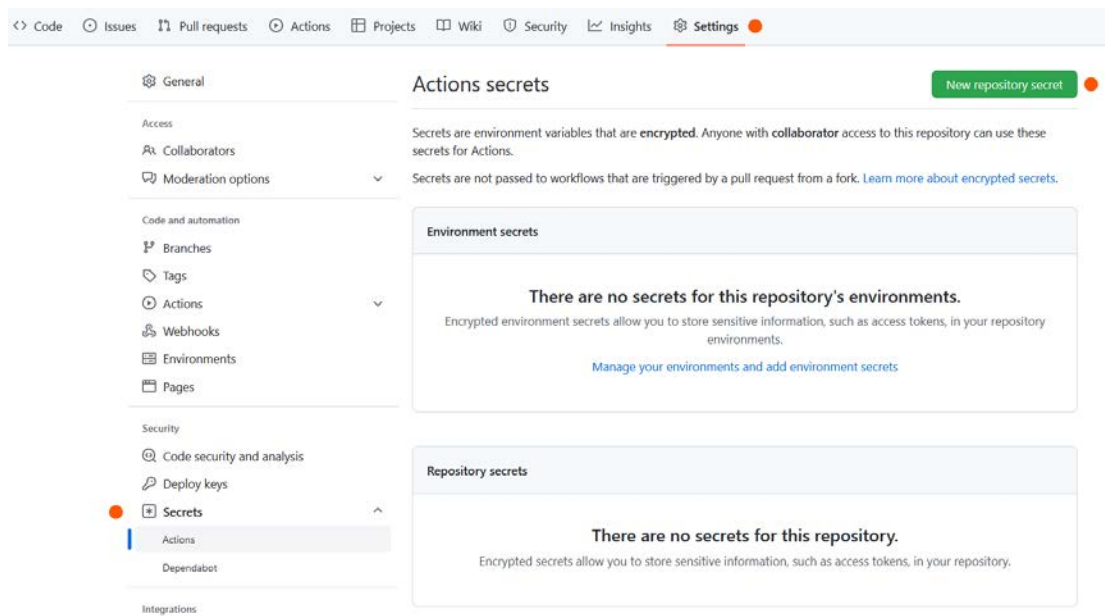 <> Code Issues Pull requests Actions Projects Wiki Security Insights Settings
General
Access
Collaborators
Moderation options
Code and automation
Branches
Tags
Actions
Webhooks
Environments
Pages
Security
Code security and analysis
Deploy keys
Secrets
Actions
Dependabot
Integrations
Actions secrets
New repository secret
Secrets are environment variables that are encrypted. Anyone with collaborator access to this repository can use these
secrets for Actions.
Secrets are not passed to workflows that are triggered by a pull request from a fork. Learn more about encrypted secrets.
Environment secrets
There are no secrets for this repository's environments.
Encrypted environment secrets allow you to store sensitive information, such as access tokens, in your repository
environments.
Manage your environments and add environment secrets
Repository secrets
There are no secrets for this repository.
Encrypted secrets allow you to store sensitive information, such as access tokens, in your repository.